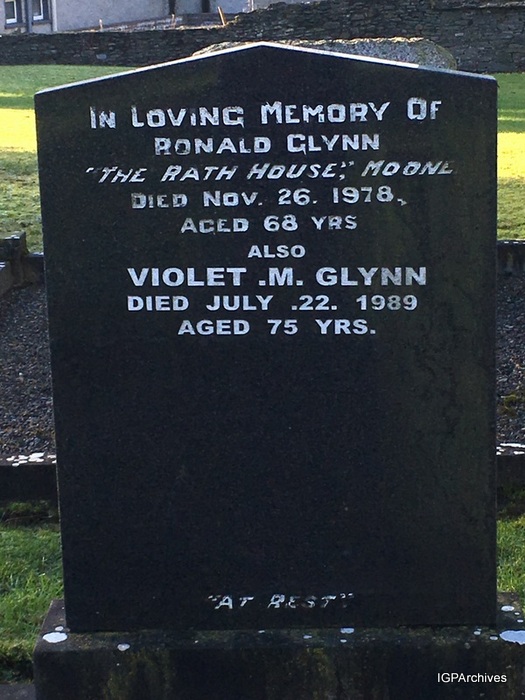 In Loving Memory Of
Ronald Glynn
"The Rath House," Moone
Died Nov. 26. 1978.
Aged 68 yrs
ALSO
VIOLET .M. GLYNN
DIED JULY .22. 1989
AGED 75 YRS.
"At Rest"
IGPArchives